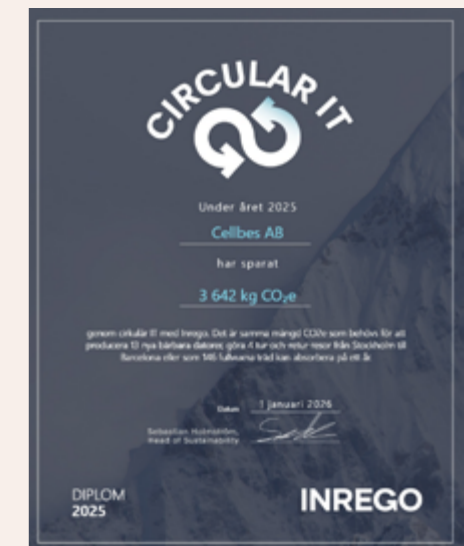 CIRCULAR IT
Under året 2025
Cellbes AB
har sparat
3 642 kg CO₂e
genom cirkulär IT med Inrego. Det är samma mängd CO2e som behövs för att
producera 13 nya bärbara datorer, göra 4 tur och retur resor från Stockholm till
Barcelona eller som 146 fullvuxna träd kan absorbera på ett år.
Datum 1 januari 2026
Sebastian Holmström,
Head of Sustainability
DIPLOM
2025
INREGO